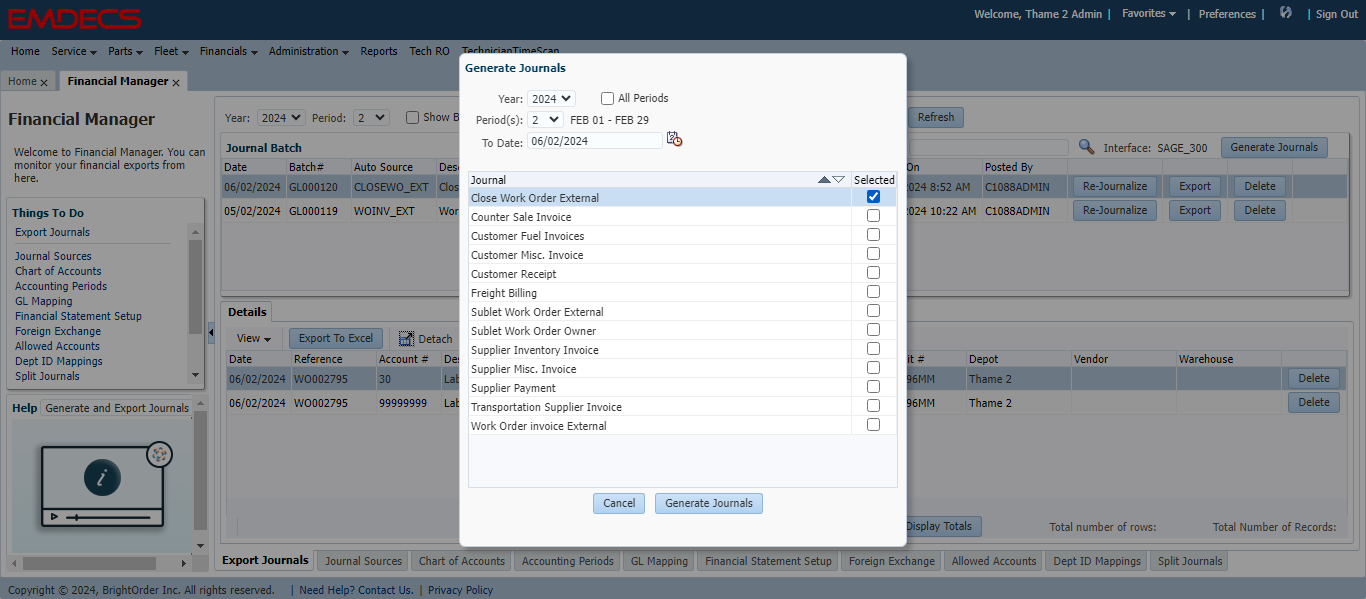 EMDECS
Welcome, Thame 2 Admin | Favorites | Preferences | | Sign Out
Home Service Parts Fleet Financials Administration Reports Tech RO TechnicianTimeScan
Home x Financial Manager x
Financial Manager
Welcome to Financial Manager. You can
monitor your financial exports from
here.
Things To Do
Export Journals
Journal Sources
Chart of Accounts
Accounting Periods
GL Mapping
Financial Statement Setup
Foreign Exchange
Allowed Accounts
Dept ID Mappings
Split Journals
Help Generate and Export Journals
i
Year: 2024 Period: 2 Show B
Refresh
Journal Batch
Interface: SAGE_300 Generate Journals
Date Batch# Auto Source Des On Posted By
06/02/2024 GL000120 CLOSEWO_EXT Clos 2024 8:52 AM C1088ADMIN Re-Journalize Export Delete
05/02/2024 GL000119 WOINV_EXT Wor 2024 10:22 AM C1088ADMIN Re-Journalize Export Delete
Details
View Export To Excel Detach
Date Reference Account # Des it # Depot Vendor Warehouse
06/02/2024 WO002795 30 Lab 96MM Thame 2 Delete
06/02/2024 WO002795 99999999 Lab 96MM Thame 2 Delete
Display Totals Total number of rows: Total Number of Records:
Generate Journals
Year: 2024 All Periods
Period(s): 2 FEB 01 - FEB 29
To Date: 06/02/2024
Journal Selected
Close Work Order External
Counter Sale Invoice
Customer Fuel Invoices
Customer Misc. Invoice
Customer Receipt
Freight Billing
Sublet Work Order External
Sublet Work Order Owner
Supplier Inventory Invoice
Supplier Misc. Invoice
Supplier Payment
Transportation Supplier Invoice
Work Order invoice External
Cancel Generate Journals
Export Journals Journal Sources Chart of Accounts Accounting Periods GL Mapping Financial Statement Setup Foreign Exchange Allowed Accounts Dept ID Mappings Split Journals
Copyright © 2024, BrightOrder Inc. All rights reserved. | Need Help? Contact Us. | Privacy Policy